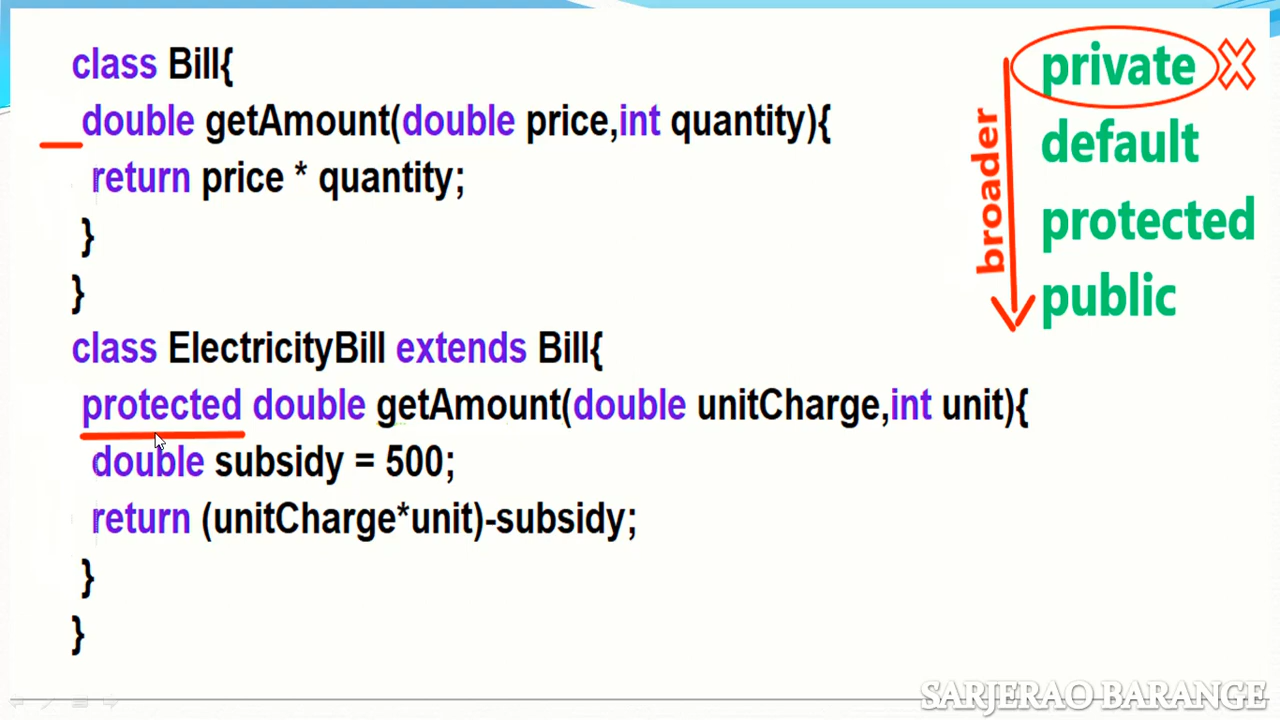 class Bill{
double getAmount(double price,int quantity){
return price * quantity;
}
}
class ElectricityBill extends Bill{
protected double getAmount(double unitCharge,int unit){
double subsidy = 500;
return (unitCharge*unit)-subsidy;
}
}
private X
default
protected
public
broader
SARJERAO BARANGE